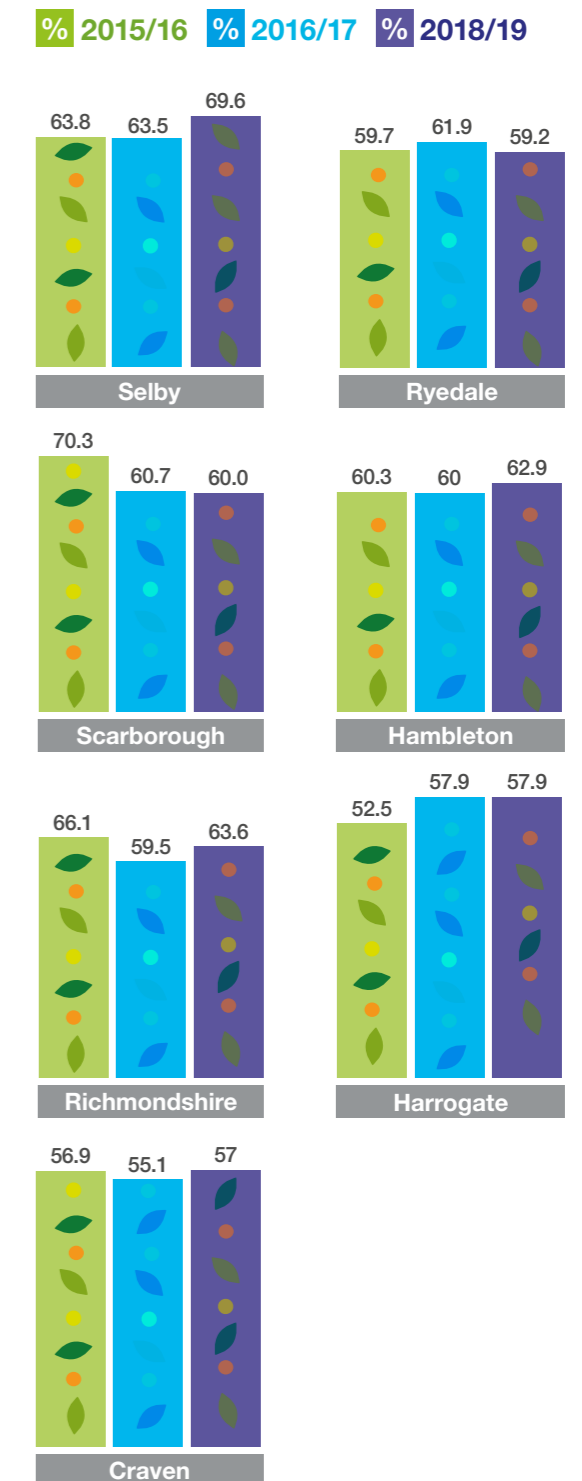 % 2015/16 % 2016/17 % 2018/19
63.8 63.5 69.6
Selby
59.7 61.9 59.2
Ryedale
70.3 60.7 60.0
Scarborough
60.3 60 62.9
Hambleton
66.1 59.5 63.6
Richmondshire
52.5 57.9 57.9
Harrogate
56.9 55.1 57
Craven